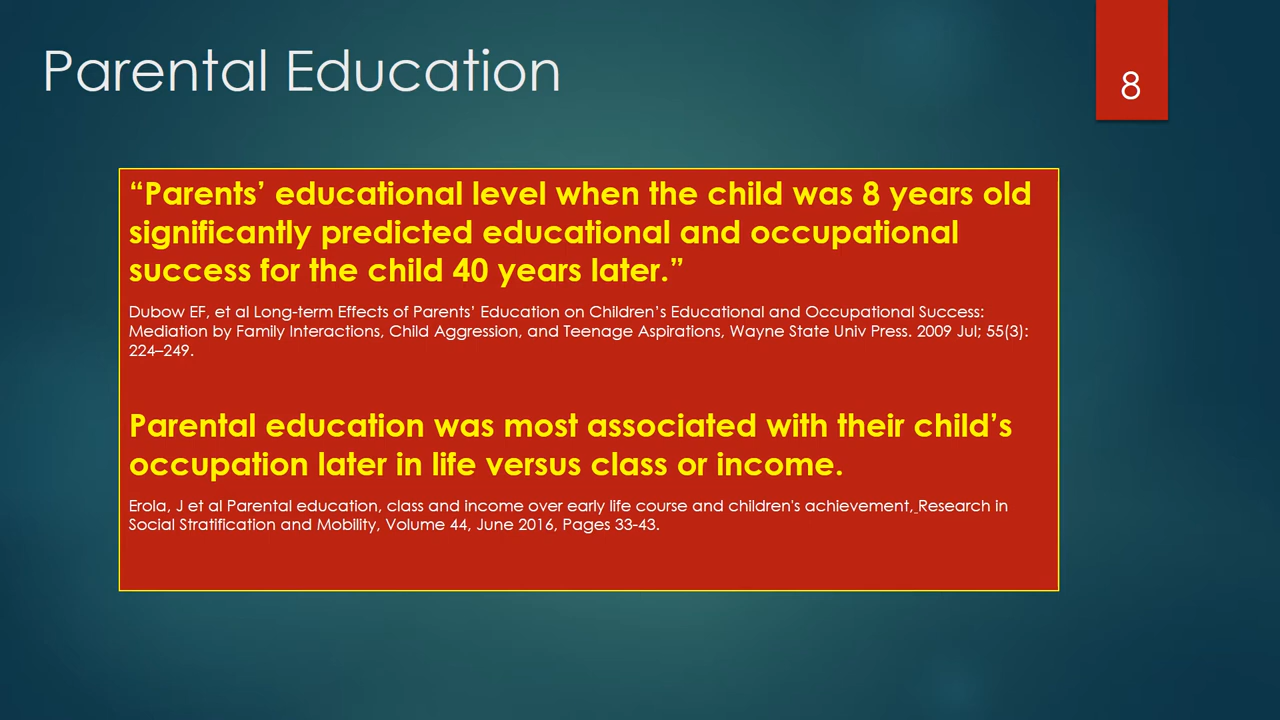 Parental Education
8
“Parents’ educational level when the child was 8 years old
significantly predicted educational and occupational
success for the child 40 years later.”
Dubow EF, et al Long-term Effects of Parents’ Education on Children’s Educational and Occupational Success:
Mediation by Family Interactions, Child Aggression, and Teenage Aspirations, Wayne State Univ Press. 2009 Jul; 55(3):
224–249.
Parental education was most associated with their child’s
occupation later in life versus class or income.
Erola, J et al Parental education, class and income over early life course and children's achievement, Research in
Social Stratification and Mobility, Volume 44, June 2016, Pages 33-43.